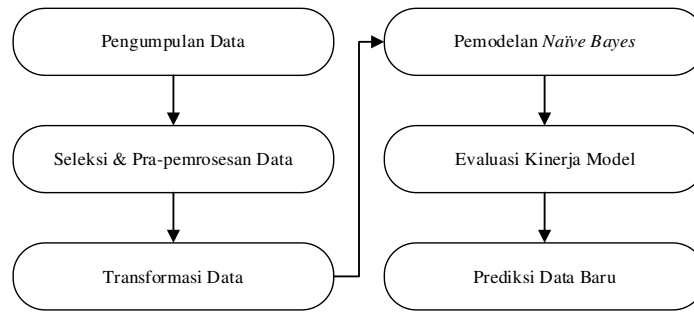 Pengumpulan Data
Seleksi & Pra-pemrosesan Data
Transformasi Data
Pemodelan Naïve Bayes
Evaluasi Kinerja Model
Prediksi Data Baru